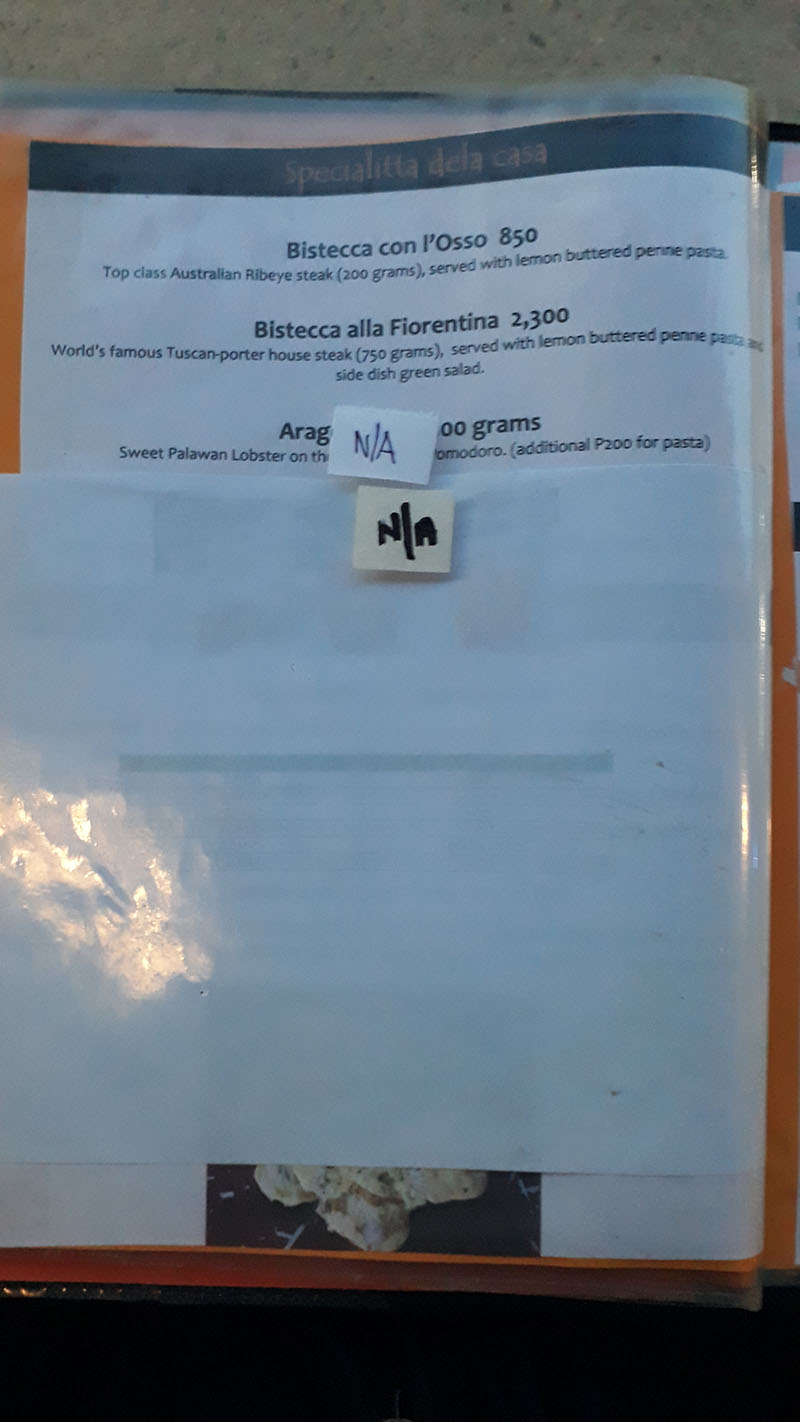 Specialitta dela casa
Bistecca con l'Osso 850
Top class Australian Ribeye steak (200 grams), served with lemon buttered penne pasta.
Bistecca alla Fiorentina 2,300
World's famous Tuscan-porter house steak (750 grams), served with lemon buttered penne pasta and
side dish green salad.
Arag N/A 00 grams
Sweet Palawan Lobster on th omodoro. (additional P200 for pasta)
N/A